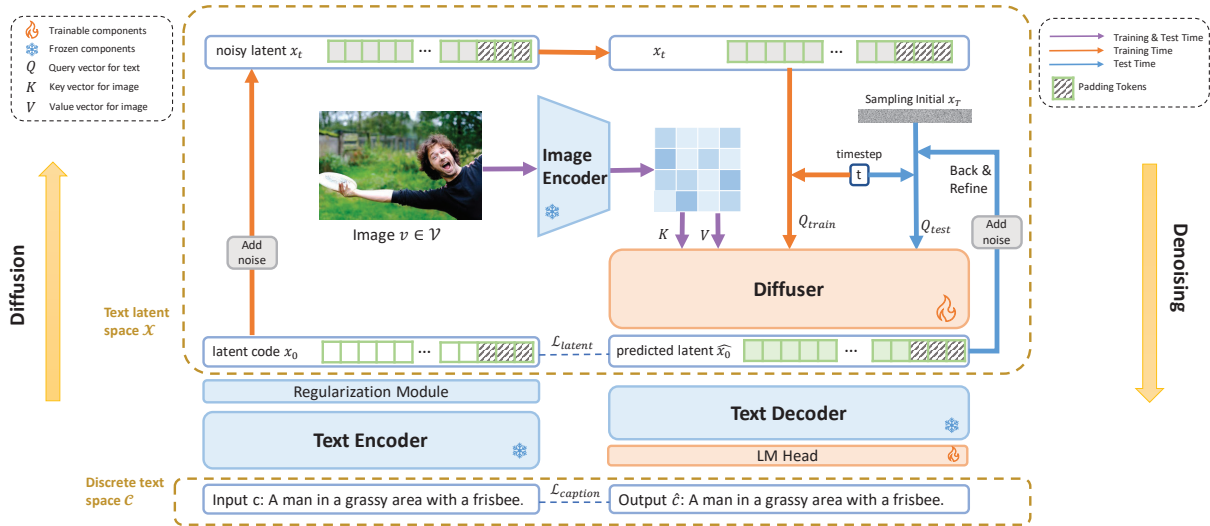 Trainable components
Frozen components
Q Query vector for text
K Key vector for image
V Value vector for image
noisy latent x_t ...
x_t ...
Training & Test Time
Training Time
Test Time
Padding Tokens
Sampling Initial x_T
Image
Encoder
timestep
t
Back &
Refine
Image v ∈ 𝒱
K
V
Q_train
Q_test
Add
noise
Add
noise
Diffusion
Denoising
Diffuser
Text latent
space 𝒳
latent code x_0 ...
ℒ_latent
predicted latent \widehat{x_0} ...
Regularization Module
Text Encoder
Text Decoder
LM Head
Discrete text
space 𝒞
Input c: A man in a grassy area with a frisbee.
ℒ_caption
Output ĉ: A man in a grassy area with a frisbee.